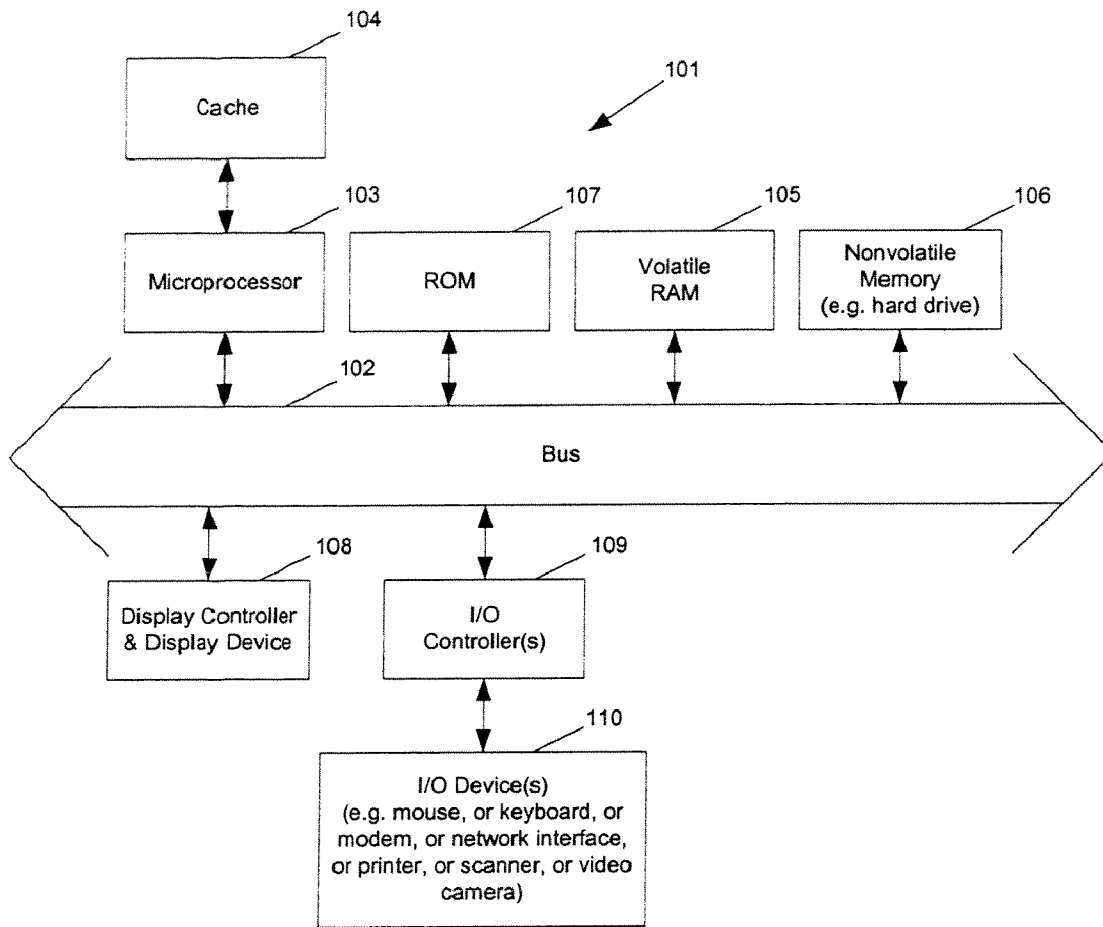 104
Cache
101
103
107
105
106
Microprocessor
ROM
Volatile
RAM
Nonvolatile
Memory
(e.g. hard drive)
102
Bus
108
109
Display Controller
& Display Device
I/O
Controller(s)
110
I/O Device(s)
(e.g. mouse, or keyboard, or
modem, or network interface,
or printer, or scanner, or video
camera)